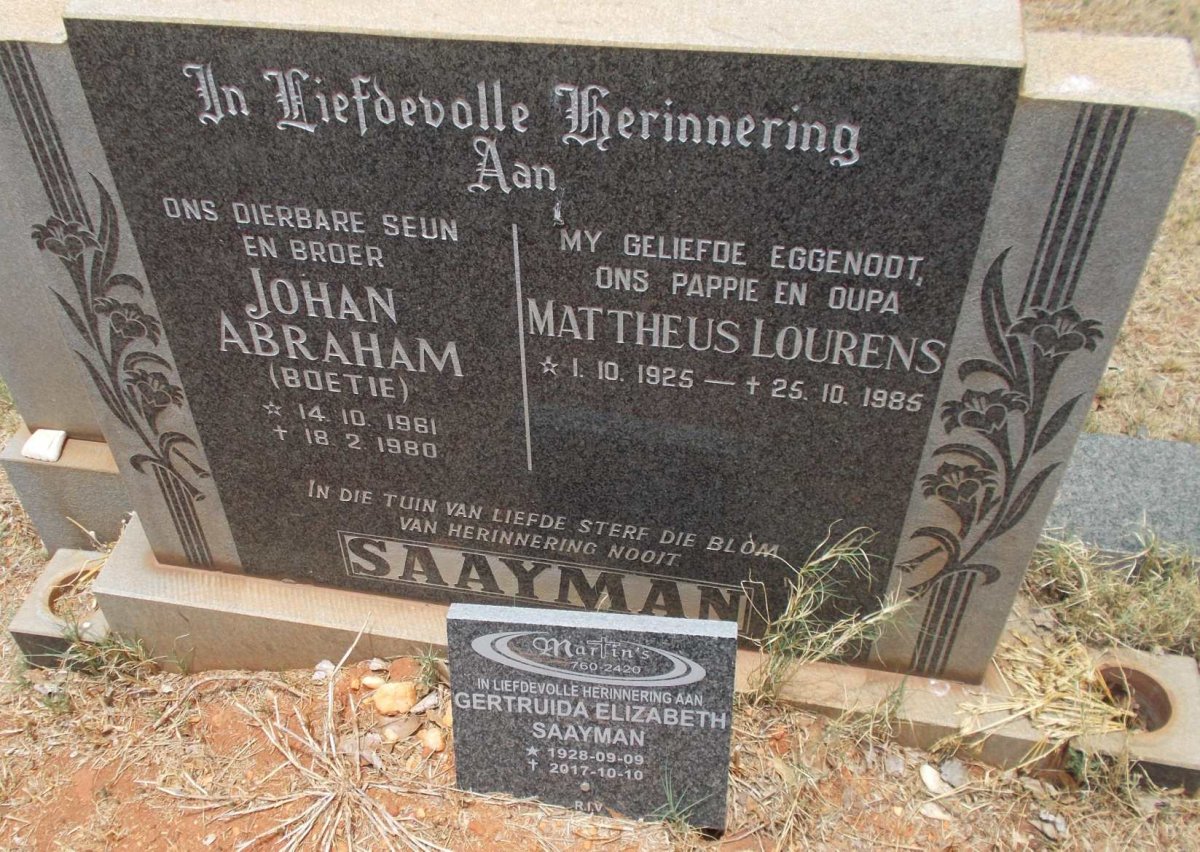 In Liefdevolle Herinnering
Aan
ONS DIERBARE SEUN
EN BROER
JOHAN
ABRAHAM
(BOETIE)
☆ 14. 10. 1961
✝ 18. 2. 1980
MY GELIEFDE EGGENOOT,
ONS PAPPIE EN OUPA
MATTHEUS LOURENS
☆ 1. 10. 1925 — ✝ 25. 10. 1985
IN DIE TUIN VAN LIEFDE STERF DIE BLOM
VAN HERINNERING NOOIT
SAAYMAN
Martin's
760-2420
IN LIEFDEVOLLE HERINNERING AAN
GERTRUIDA ELIZABETH
SAAYMAN
★ 1928-09-09
✝ 2017-10-10
R.I.V.